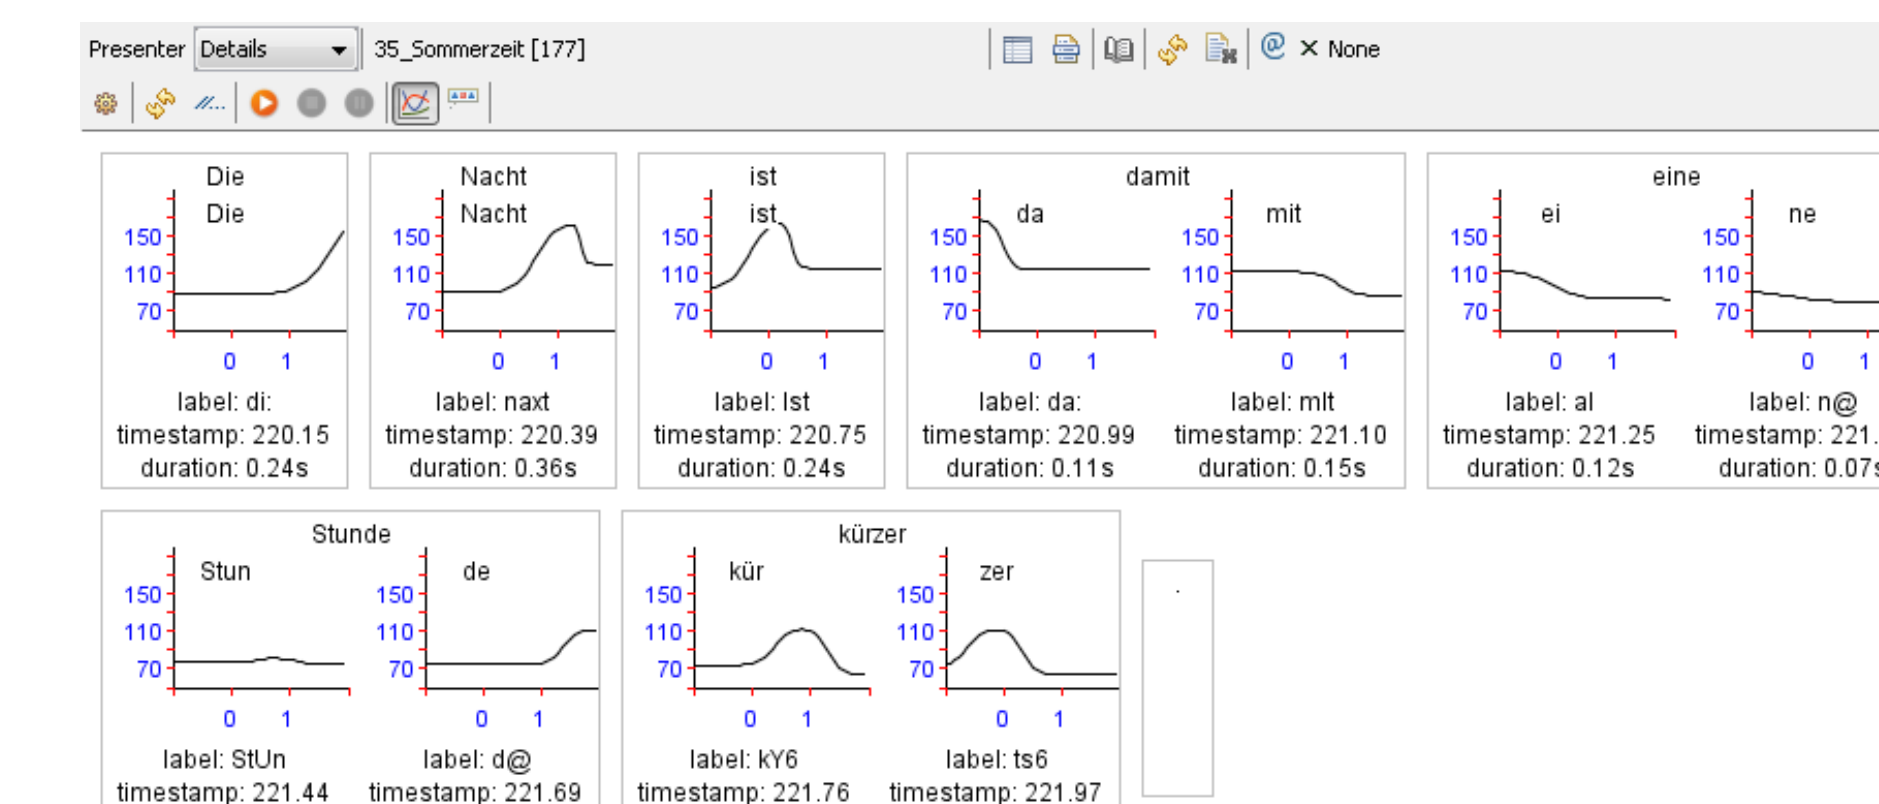 Presenter Details 35_Sommerzeit [177] @ × None
Die Nacht ist damit eine
Die Nacht ist da mit ei ne
150 150 150 150 150 150 150
110 110 110 110 110 110 110
70 70 70 70 70 70 70
0 1 0 1 0 1 0 1 0 1 0 1 0 1
label: di: label: naxt label: Ist label: da: label: mIt label: aI label: n@
timestamp: 220.15 timestamp: 220.39 timestamp: 220.75 timestamp: 220.99 timestamp: 221.10 timestamp: 221.25 timestamp: 221.
duration: 0.24s duration: 0.36s duration: 0.24s duration: 0.11s duration: 0.15s duration: 0.12s duration: 0.07s
Stunde kürzer
Stun de kür zer .
150 150 150 150
110 110 110 110
70 70 70 70
0 1 0 1 0 1 0 1
label: StUn label: d@ label: kY6 label: ts6
timestamp: 221.44 timestamp: 221.69 timestamp: 221.76 timestamp: 221.97